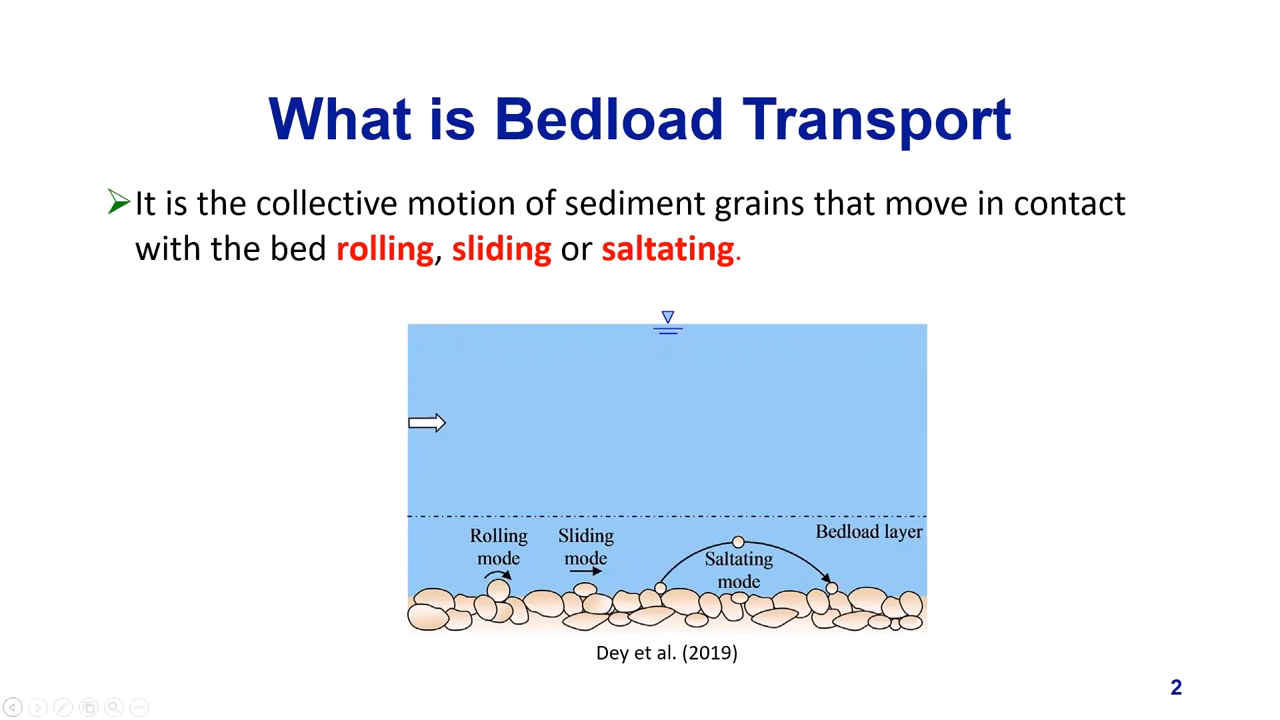 What is Bedload Transport
It is the collective motion of sediment grains that move in contact
with the bed rolling, sliding or saltating.
Rolling
mode
Sliding
mode
Saltating
mode
Bedload layer
Dey et al. (2019)
2